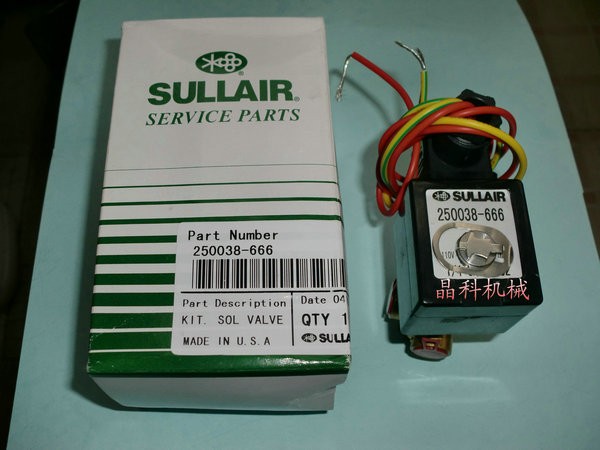 SULLAIR®
SERVICE PARTS
Part Number
250038-666
Part Description
KIT. SOL VALVE
MADE IN U.S.A
Date 04
QTY 1
SULLA
SULLAIR
250038-666
晶科机械